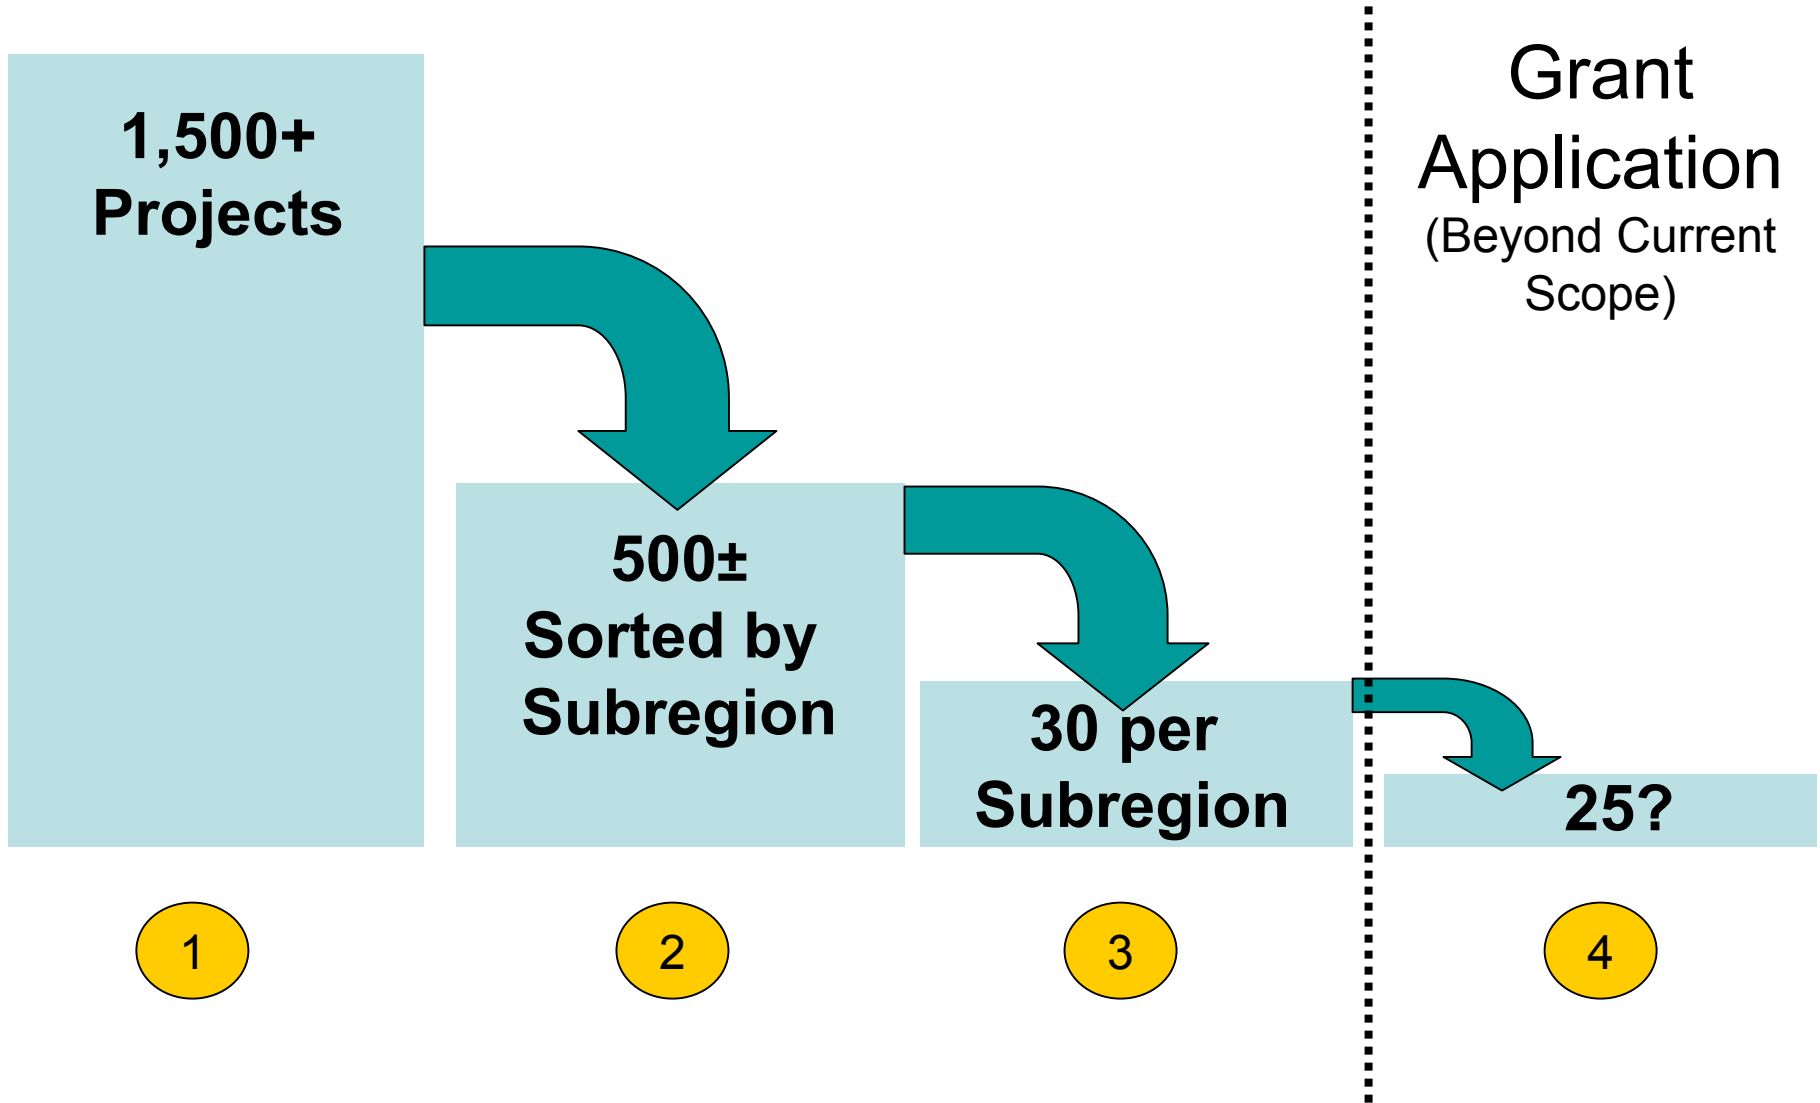 1,500+
Projects
500±
Sorted by
Subregion
30 per
Subregion
Grant
Application
(Beyond Current
Scope)
25?
1
2
3
4